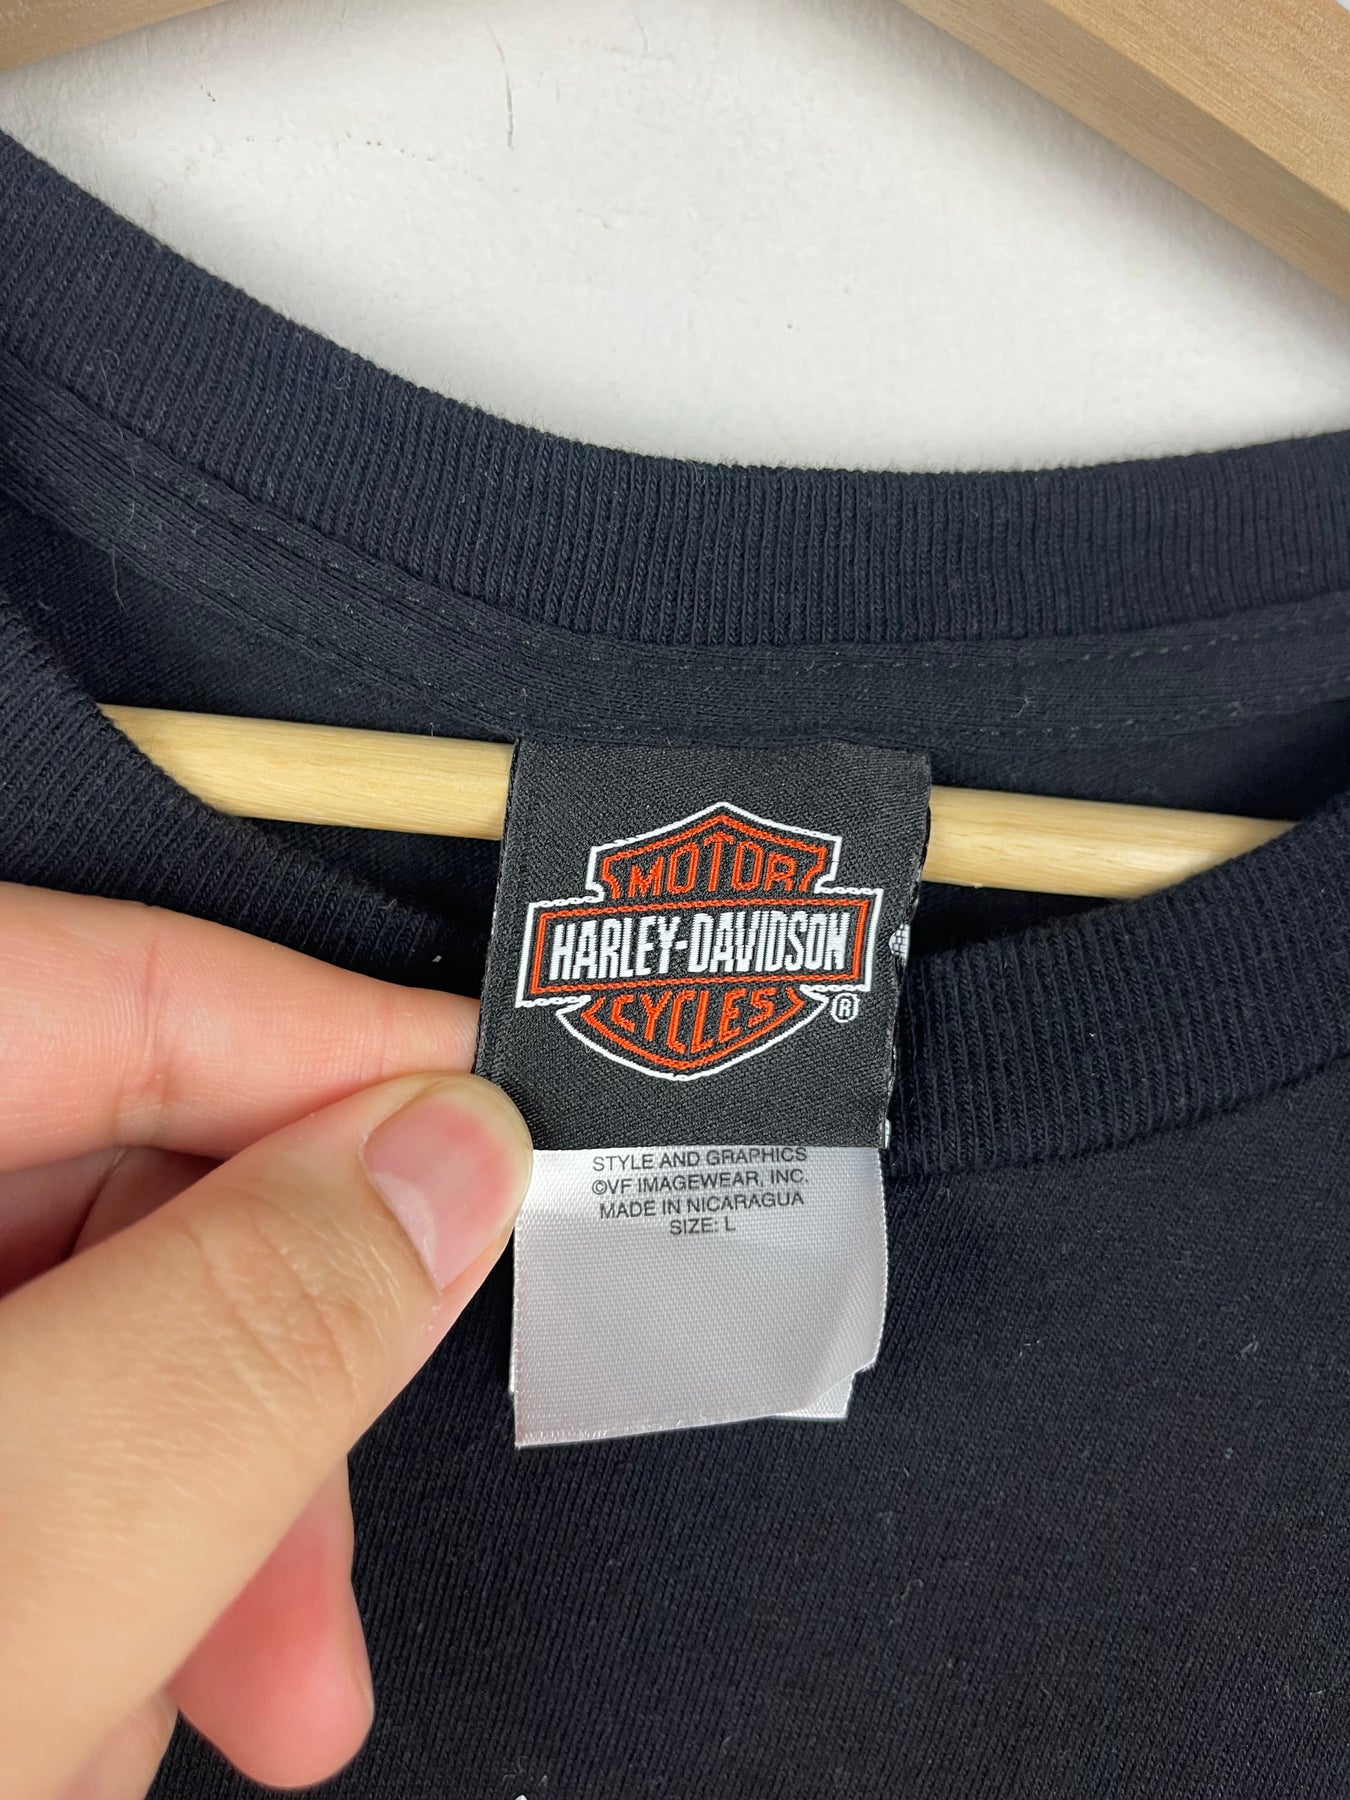 MOTOR
HARLEY-DAVIDSON
CYCLES
®
STYLE AND GRAPHICS
©VF IMAGEWEAR, INC.
MADE IN NICARAGUA
SIZE: L